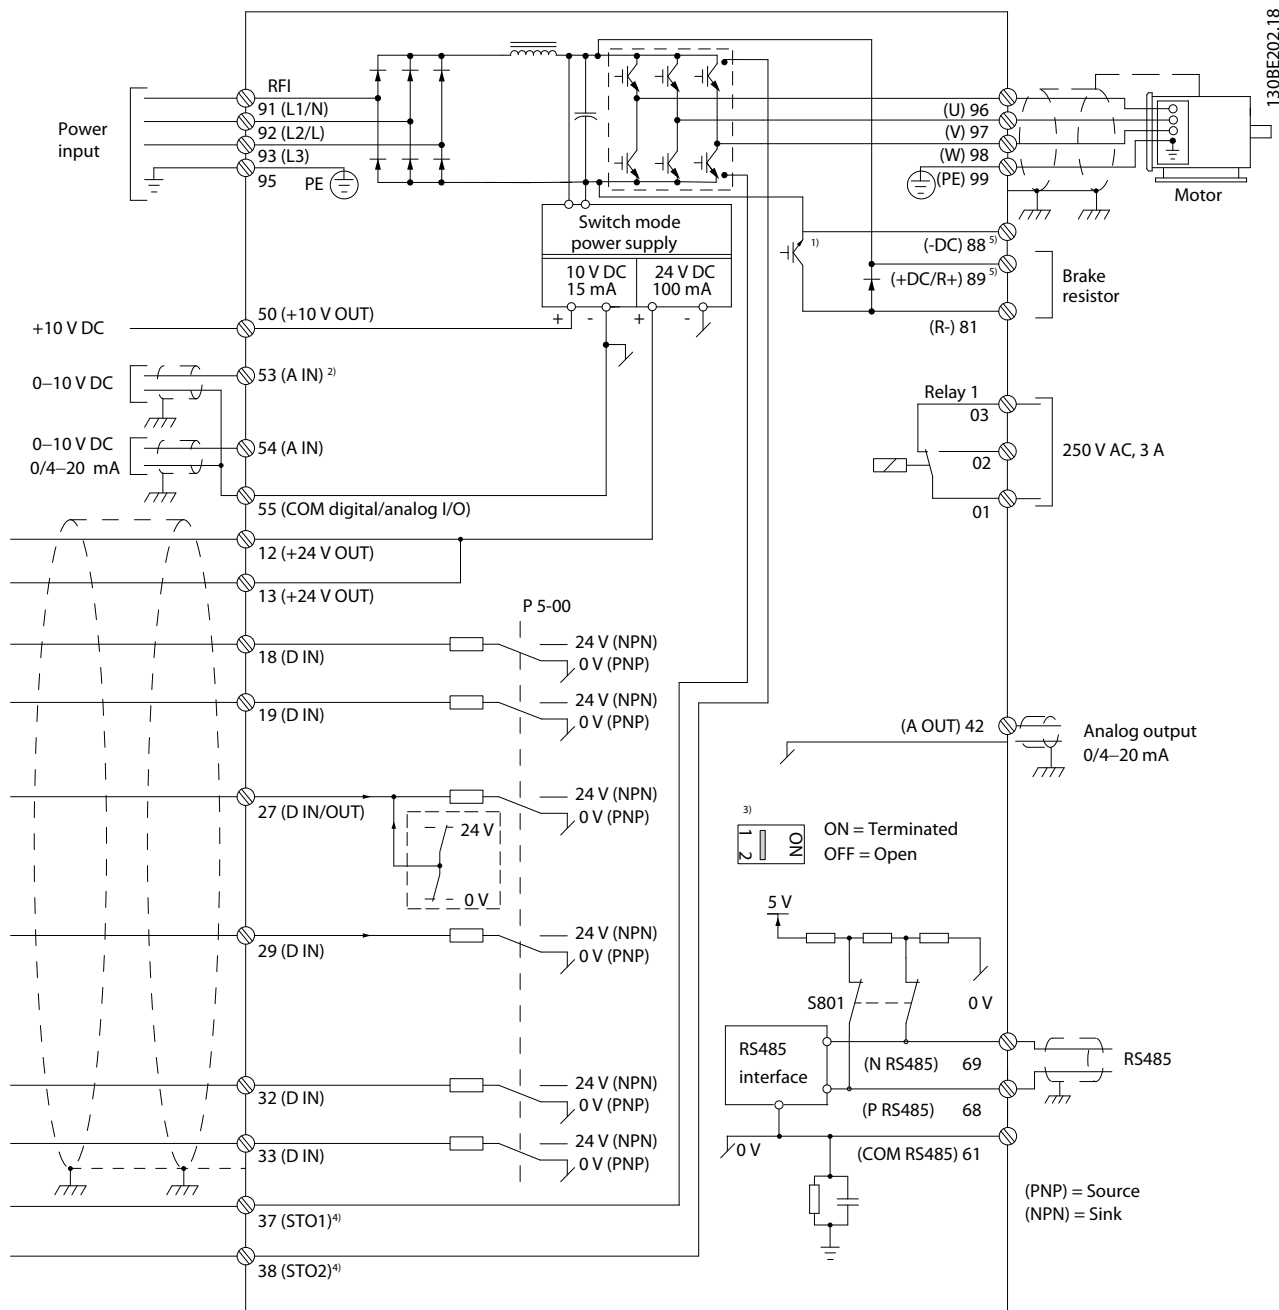 130BE202.18
RFI
91 (L1/N)
92 (L2/L)
93 (L3)
95
PE
Power
input
(U) 96
(V) 97
(W) 98
(PE) 99
Motor
Switch mode
power supply
10 V DC
15 mA
24 V DC
100 mA
+ - + -
1)
(-DC) 88 5)
(+DC/R+) 89 5)
(R-) 81
Brake
resistor
+10 V DC
50 (+10 V OUT)
0–10 V DC
53 (A IN) 2)
0–10 V DC
0/4–20 mA
54 (A IN)
55 (COM digital/analog I/O)
Relay 1
03
02
01
250 V AC, 3 A
12 (+24 V OUT)
13 (+24 V OUT)
P 5-00
18 (D IN)
24 V (NPN)
0 V (PNP)
19 (D IN)
24 V (NPN)
0 V (PNP)
(A OUT) 42
Analog output
0/4–20 mA
27 (D IN/OUT)
24 V (NPN)
0 V (PNP)
24 V
0 V
3)
1 2
ON
ON = Terminated
OFF = Open
29 (D IN)
24 V (NPN)
0 V (PNP)
5 V
S801
0 V
RS485
interface
(N RS485) 69
RS485
(P RS485) 68
0 V
(COM RS485) 61
32 (D IN)
24 V (NPN)
0 V (PNP)
33 (D IN)
24 V (NPN)
0 V (PNP)
37 (STO1)4)
38 (STO2)4)
(PNP) = Source
(NPN) = Sink